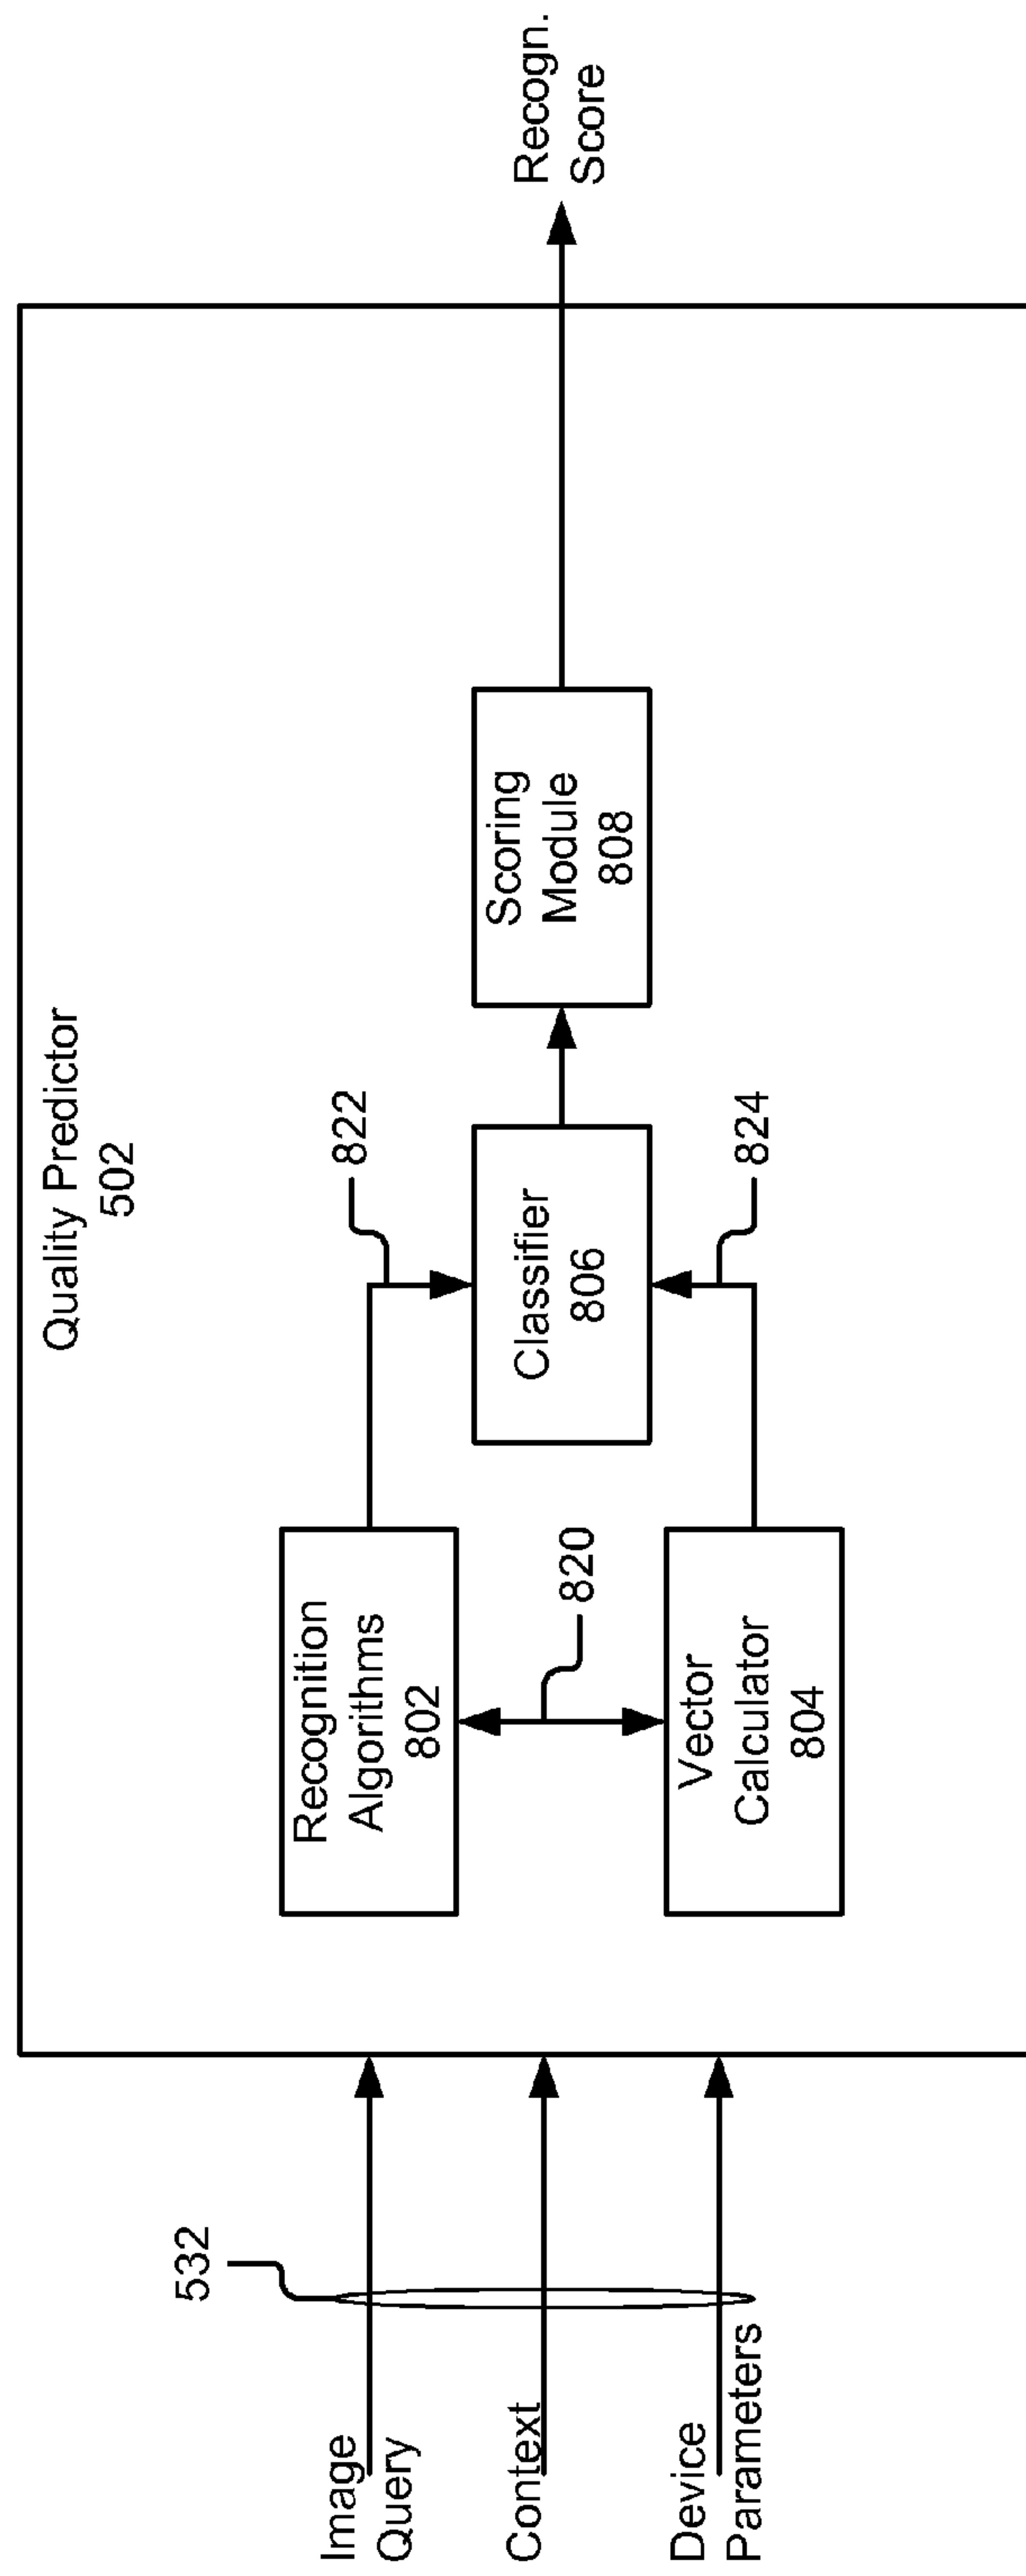 Quality Predictor
502
532
Image
Query
Context
Device
Parameters
Recognition
Algorithms
802
820
Vector
Calculator
804
822
Classifier
806
824
Scoring
Module
808
Recogn.
Score